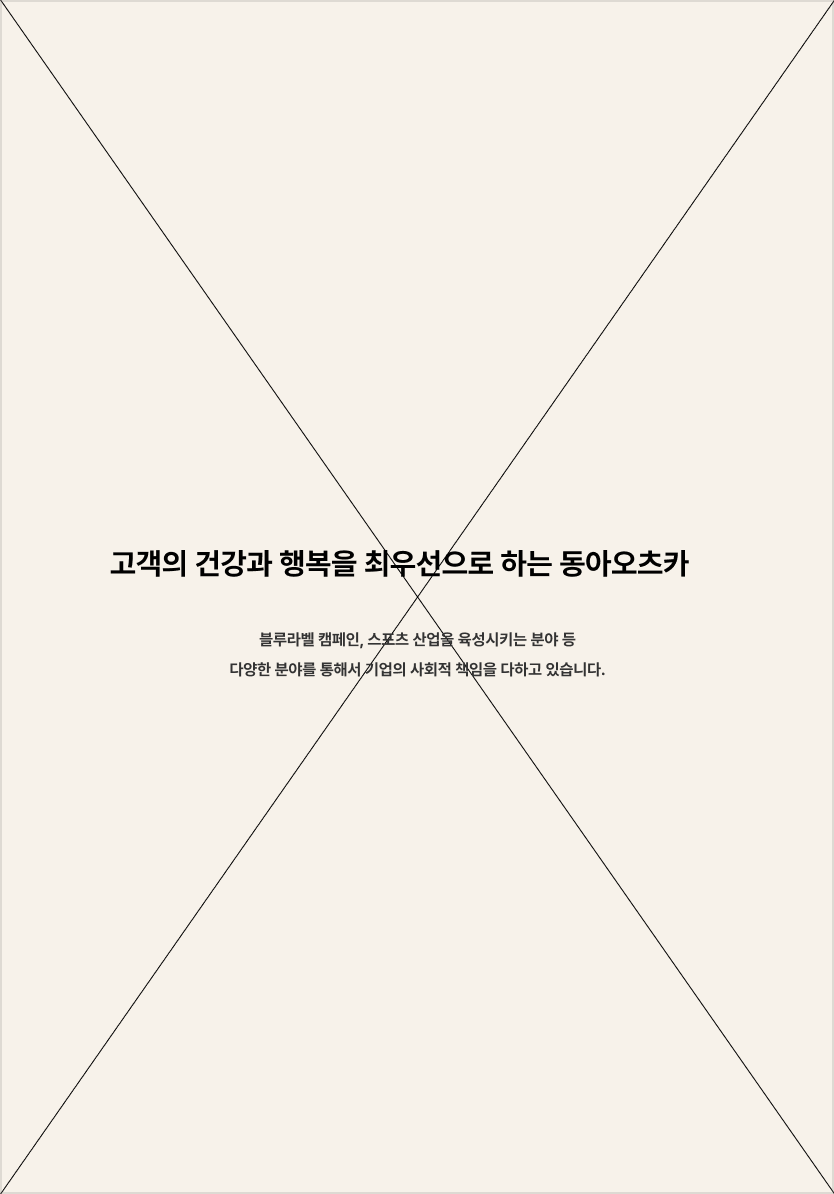 고객의 건강과 행복을 최우선으로 하는 동아오츠카
블루라벨 캠페인, 스포츠 산업을 육성시키는 분야 등
다양한 분야를 통해서 기업의 사회적 책임을 다하고 있습니다.